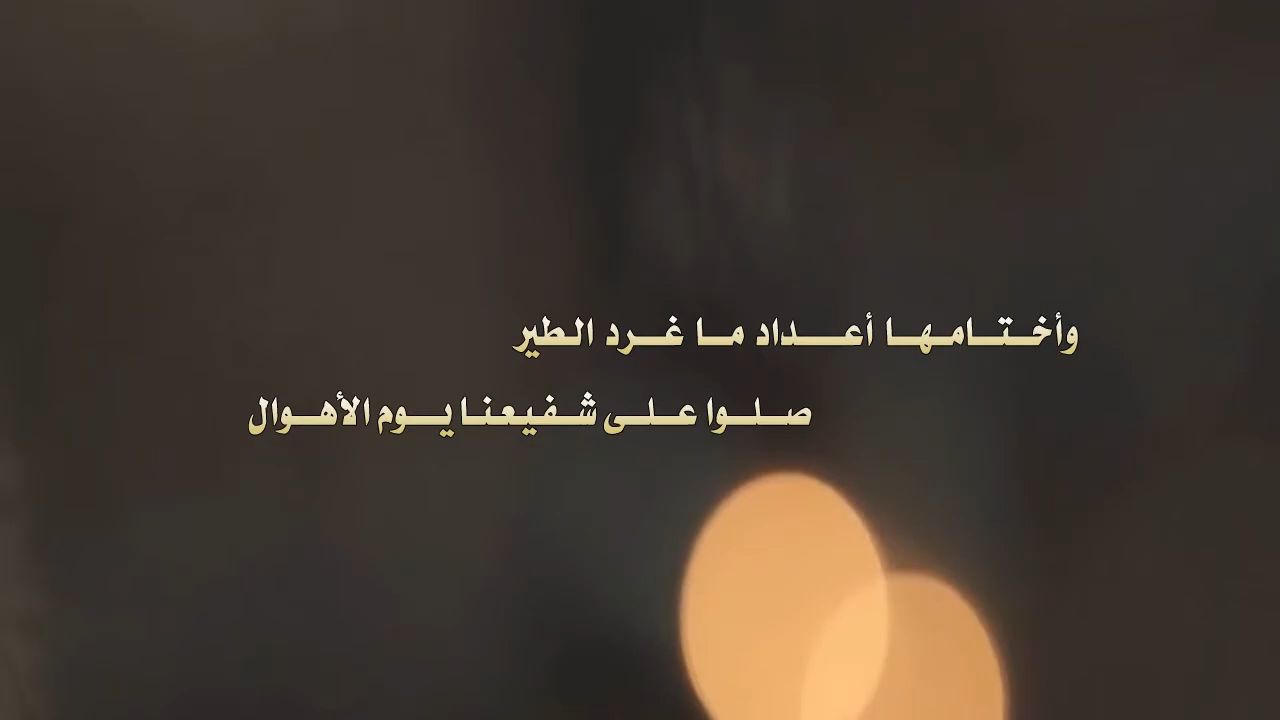 وأختامها أعداد ما غرد الطير
صلوا على شفيعنا يوم الأهوال